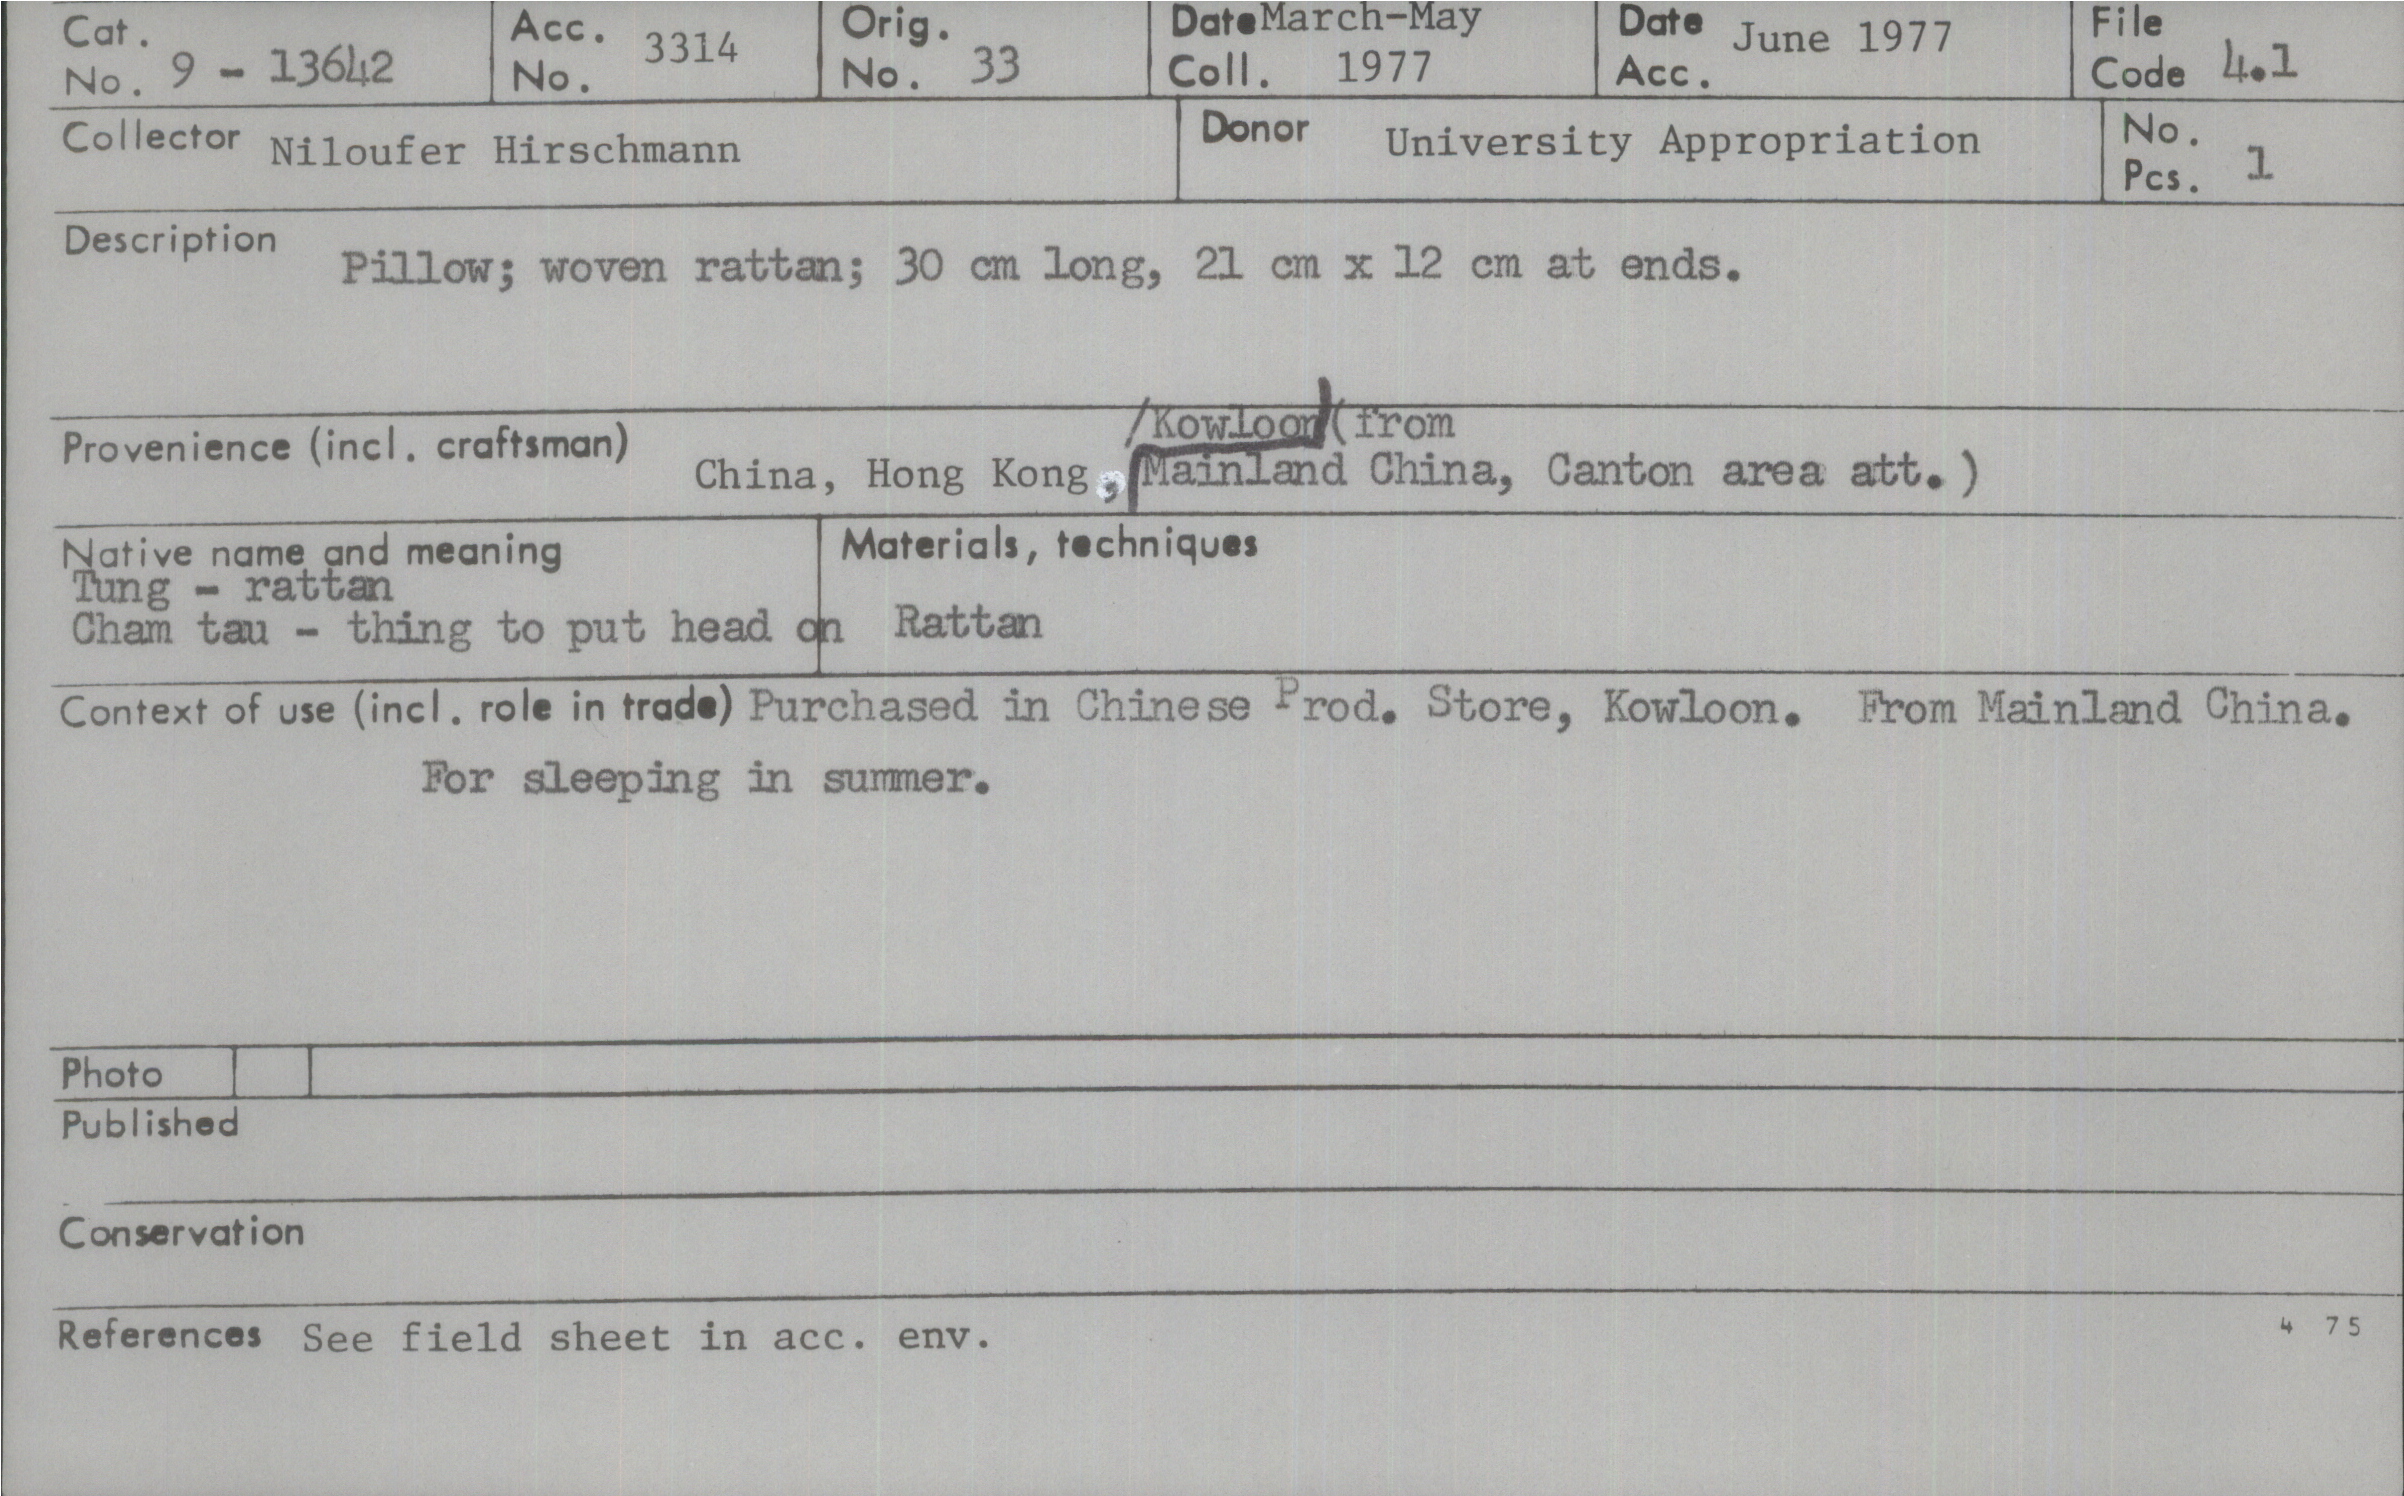 Cat. No. 9 - 13642
Acc. No. 3314
Orig. No. 33
Date Coll. March-May 1977
Date Acc. June 1977
File Code 4.1
Collector Niloufer Hirschmann
Donor University Appropriation
No. Pcs. 1
Description Pillow; woven rattan; 30 cm long, 21 cm x 12 cm at ends.
/Kowloon (from
Provenience (incl. craftsman) China, Hong Kong, Mainland China, Canton area att.)
Native name and meaning
Tung - rattan
Cham tau - thing to put head on
Materials, techniques
Rattan
Context of use (incl. role in trade) Purchased in Chinese Prod. Store, Kowloon. From Mainland China.
For sleeping in summer.
Photo
Published
Conservation
References See field sheet in acc. env.
4 75